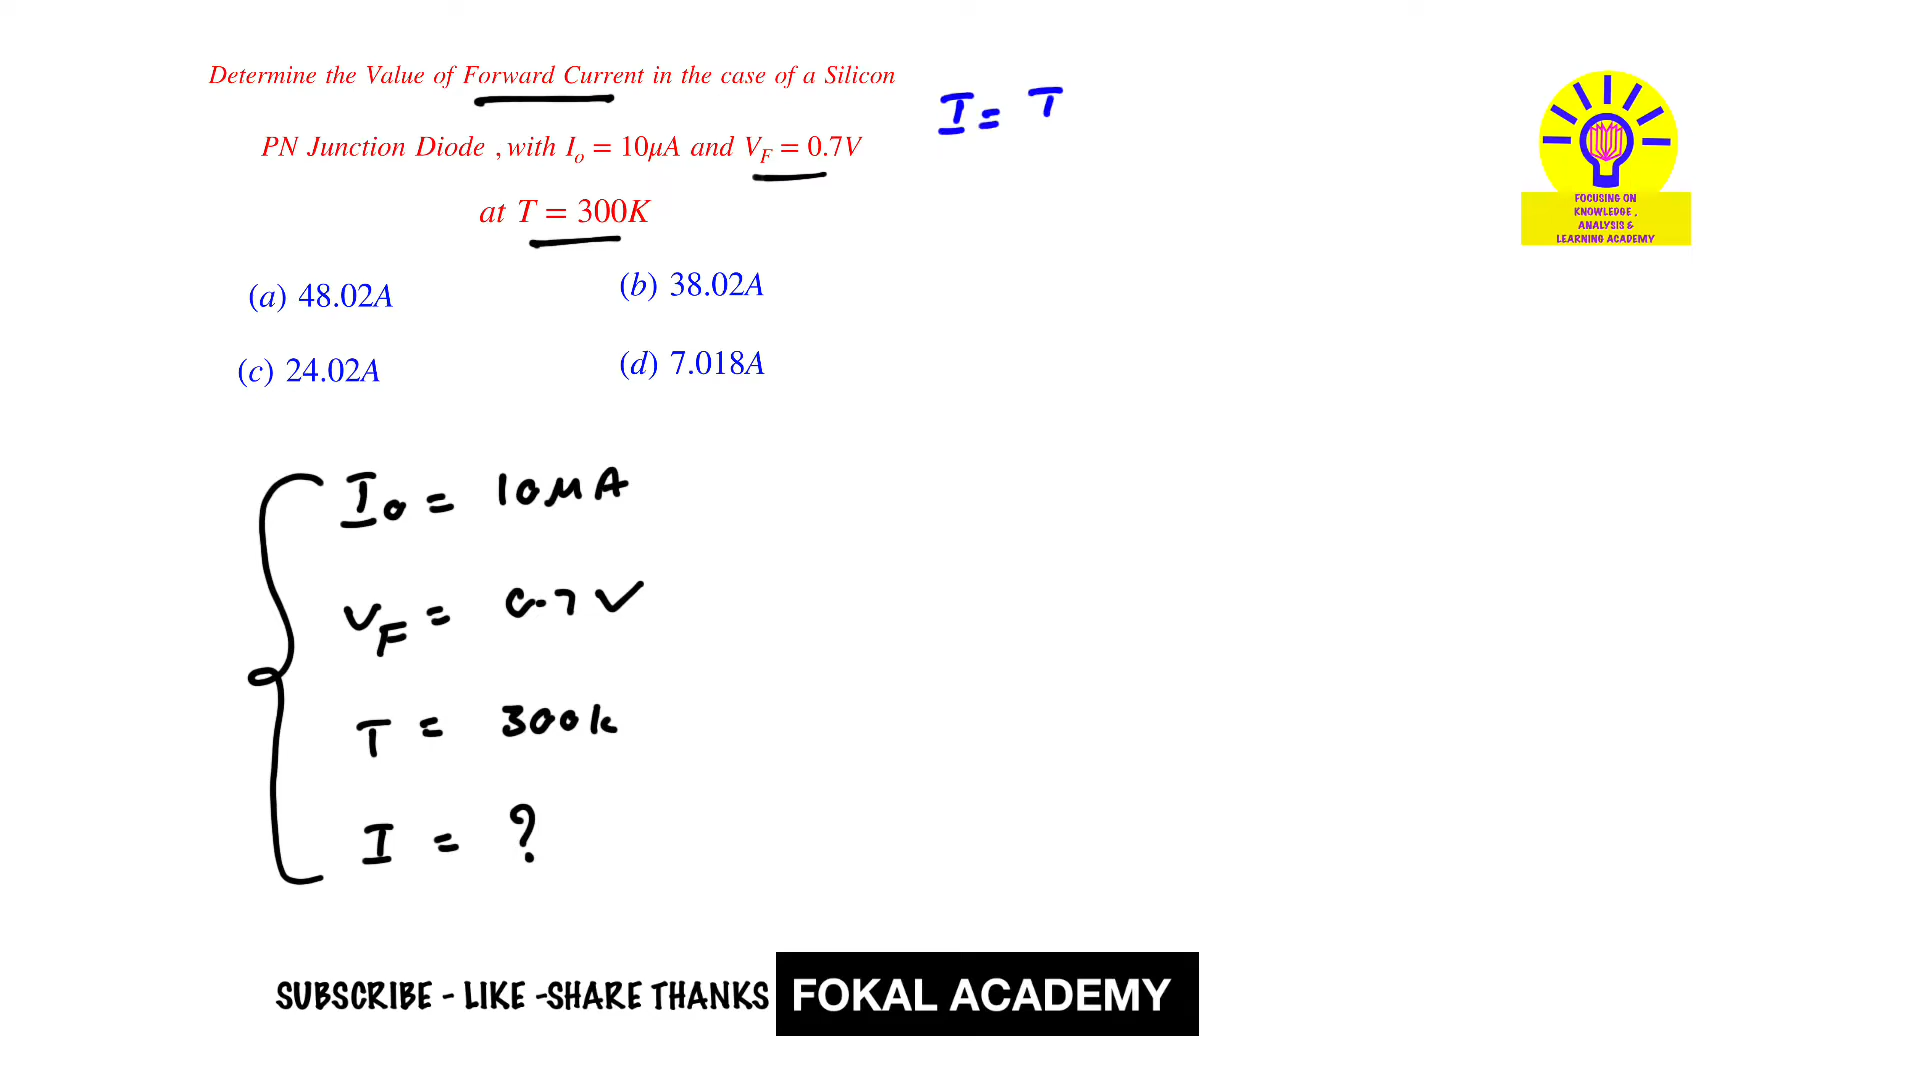 Determine the Value of Forward Current in the case of a Silicon
PN Junction Diode , with Io = 10μA and VF = 0.7V
at T = 300K
(a) 48.02A
(b) 38.02A
(c) 24.02A
(d) 7.018A
I = I
FOCUSING ON
KNOWLEDGE ,
ANALYSIS &
LEARNING ACADEMY
Io = 10μA
VF = 0.7V
T = 300k
I = ?
SUBSCRIBE - LIKE -SHARE THANKS
FOKAL ACADEMY